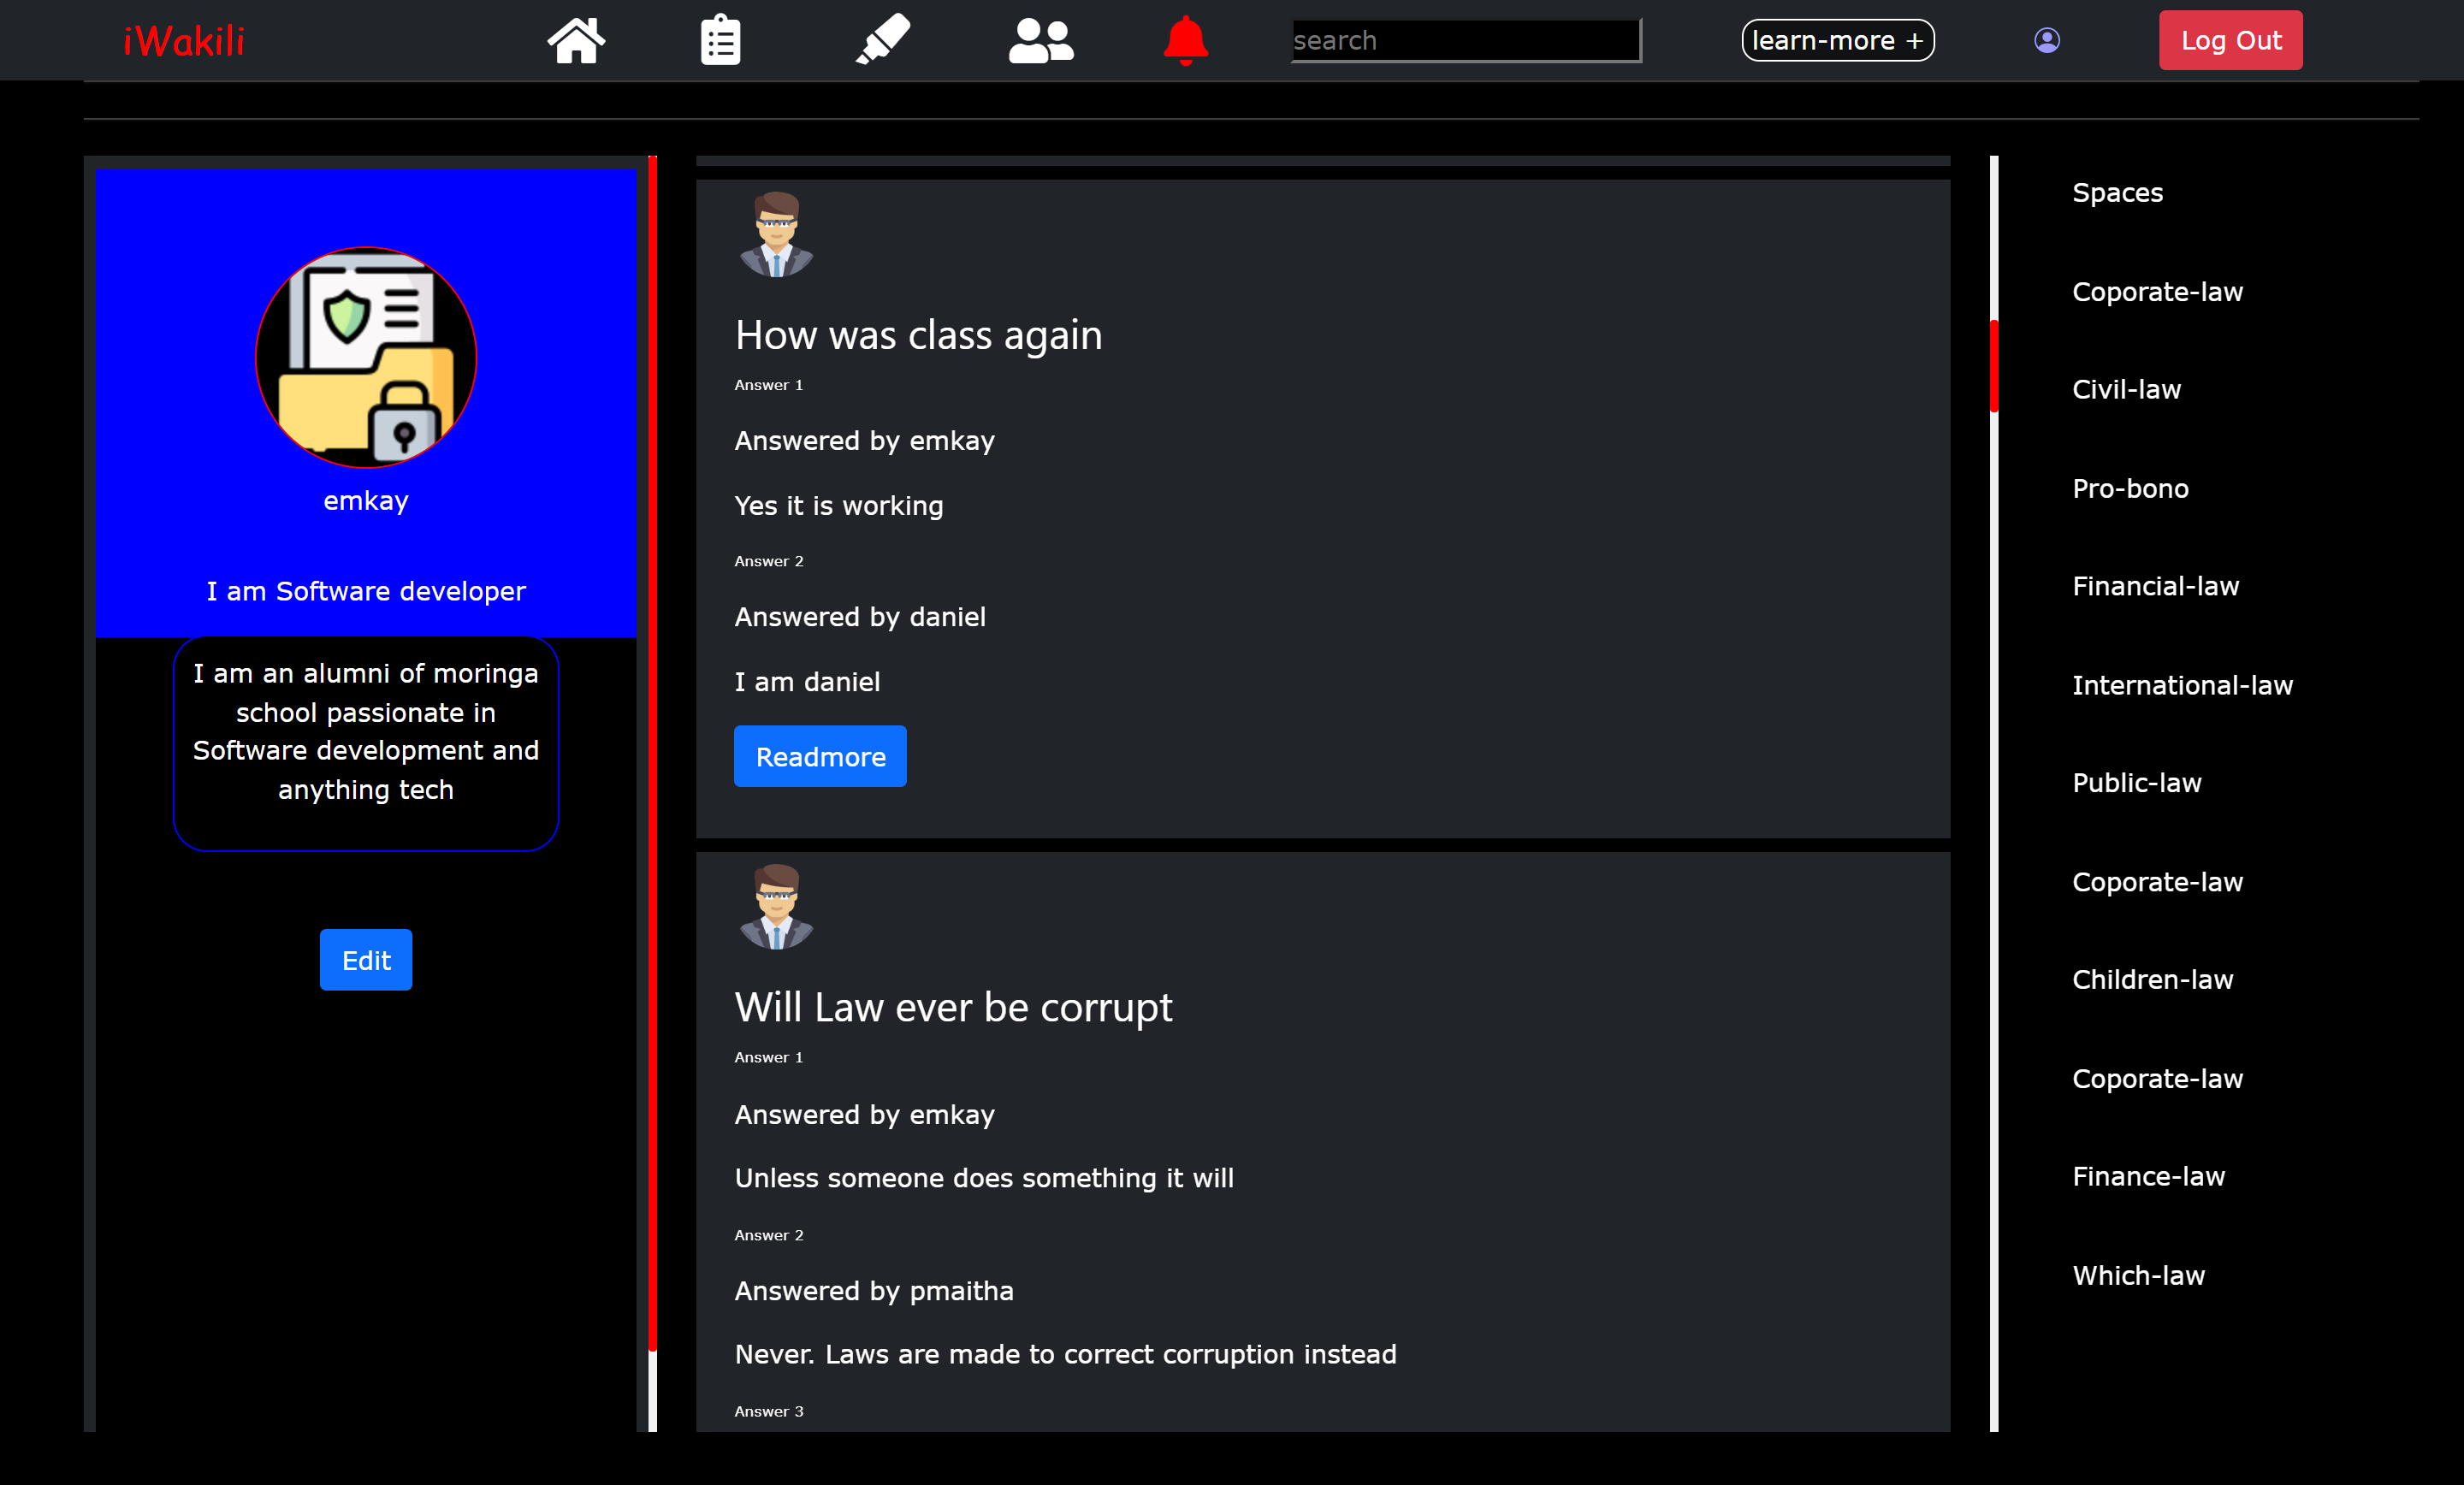 iWakili
search
learn-more +
Log Out
emkay
I am Software developer
I am an alumni of moringa
school passionate in
Software development and
anything tech
Edit
How was class again
Answer 1
Answered by emkay
Yes it is working
Answer 2
Answered by daniel
I am daniel
Readmore
Will Law ever be corrupt
Answer 1
Answered by emkay
Unless someone does something it will
Answer 2
Answered by pmaitha
Never. Laws are made to correct corruption instead
Answer 3
Spaces
Coporate-law
Civil-law
Pro-bono
Financial-law
International-law
Public-law
Coporate-law
Children-law
Coporate-law
Finance-law
Which-law